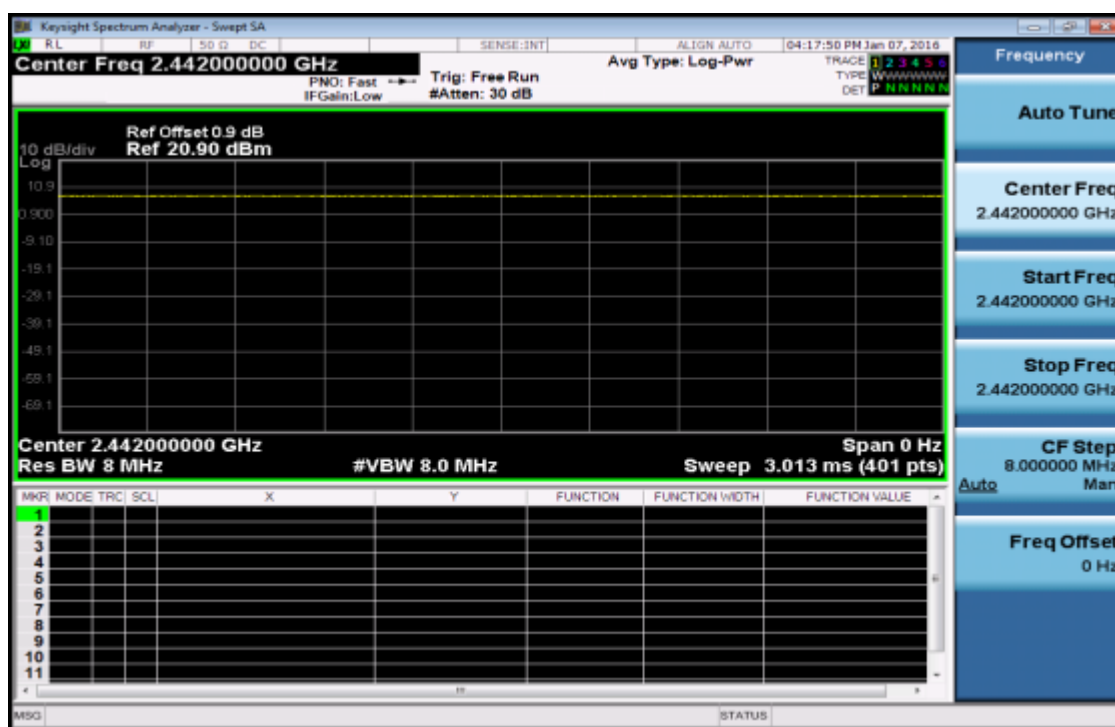 Keysight Spectrum Analyzer - Swept SA
LXI RL RF 50 Ω DC SENSE:INT ALIGN AUTO 04:17:50 PM Jan 07, 2016
Center Freq 2.442000000 GHz
PNO: Fast
IFGain:Low
Trig: Free Run
#Atten: 30 dB
Avg Type: Log-Pwr
TRACE 1 2 3 4 5 6
TYPE WWWWWW
DET P N N N N N
Ref Offset 0.9 dB
10 dB/div Ref 20.90 dBm
Log
10.9
0.900
-9.10
-19.1
-29.1
-39.1
-49.1
-59.1
-69.1
Center 2.442000000 GHz Span 0 Hz
Res BW 8 MHz #VBW 8.0 MHz Sweep 3.013 ms (401 pts)
MKR MODE TRC SCL X Y FUNCTION FUNCTION WIDTH FUNCTION VALUE
1
2
3
4
5
6
7
8
9
10
11
MSG STATUS
Frequency
Auto Tune
Center Freq
2.442000000 GHz
Start Freq
2.442000000 GHz
Stop Freq
2.442000000 GHz
CF Step
8.000000 MHz
Auto Man
Freq Offset
0 Hz